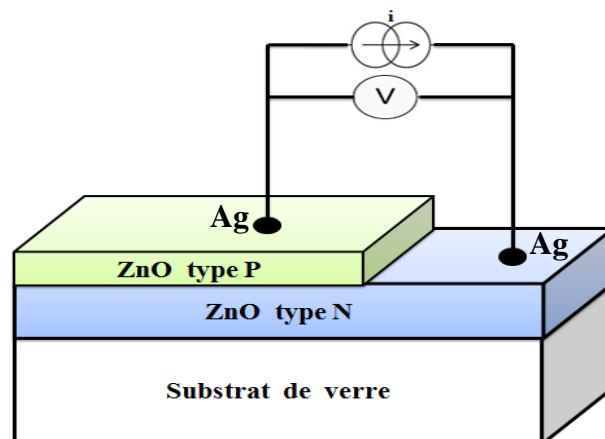 i
V
Ag
Ag
ZnO type P
ZnO type N
Substrat de verre